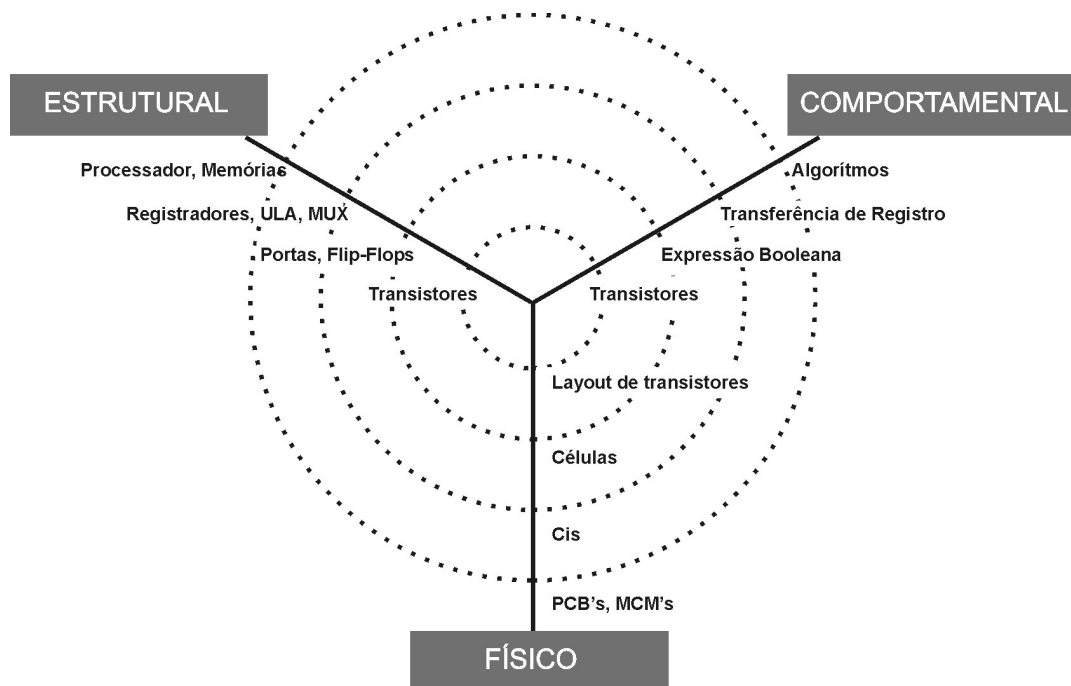 ESTRUTURAL
COMPORTAMENTAL
Processador, Memórias
Algorítmos
Registradores, ULA, MUX
Transferência de Registro
Portas, Flip-Flops
Expressão Booleana
Transistores
Transistores
Layout de transistores
Células
Cis
PCB's, MCM's
FÍSICO